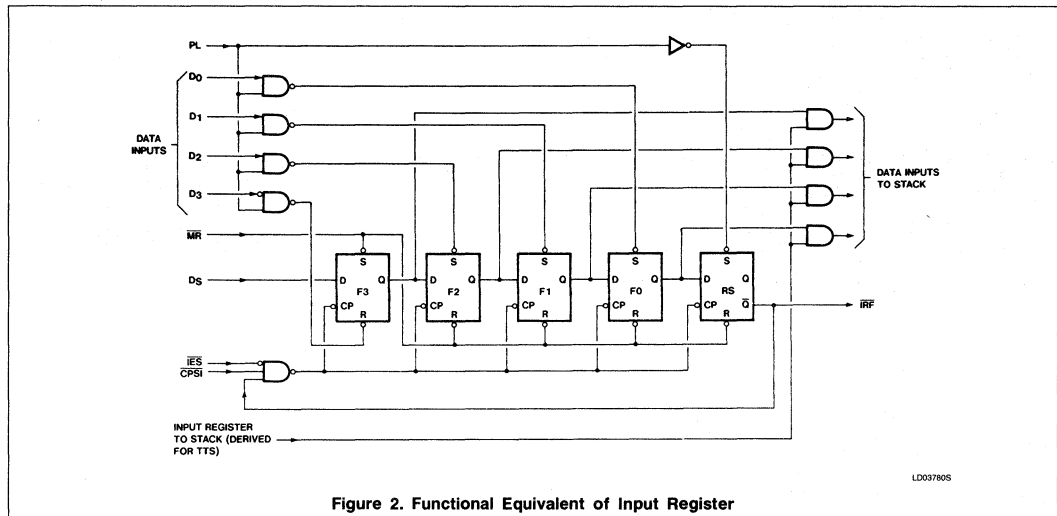 PL
D0
D1
DATA
INPUTS
D2
D3
MR
DS
S
D Q
F3
CP
R
S
D Q
F2
CP
R
S
D Q
F1
CP
R
S
D Q
F0
CP
R
S
D Q
RS
CP Q
R
DATA INPUTS
TO STACK
IRF
IES
CPSI
INPUT REGISTER
TO STACK (DERIVED
FOR TTS)
LD03780S
Figure 2. Functional Equivalent of Input Register